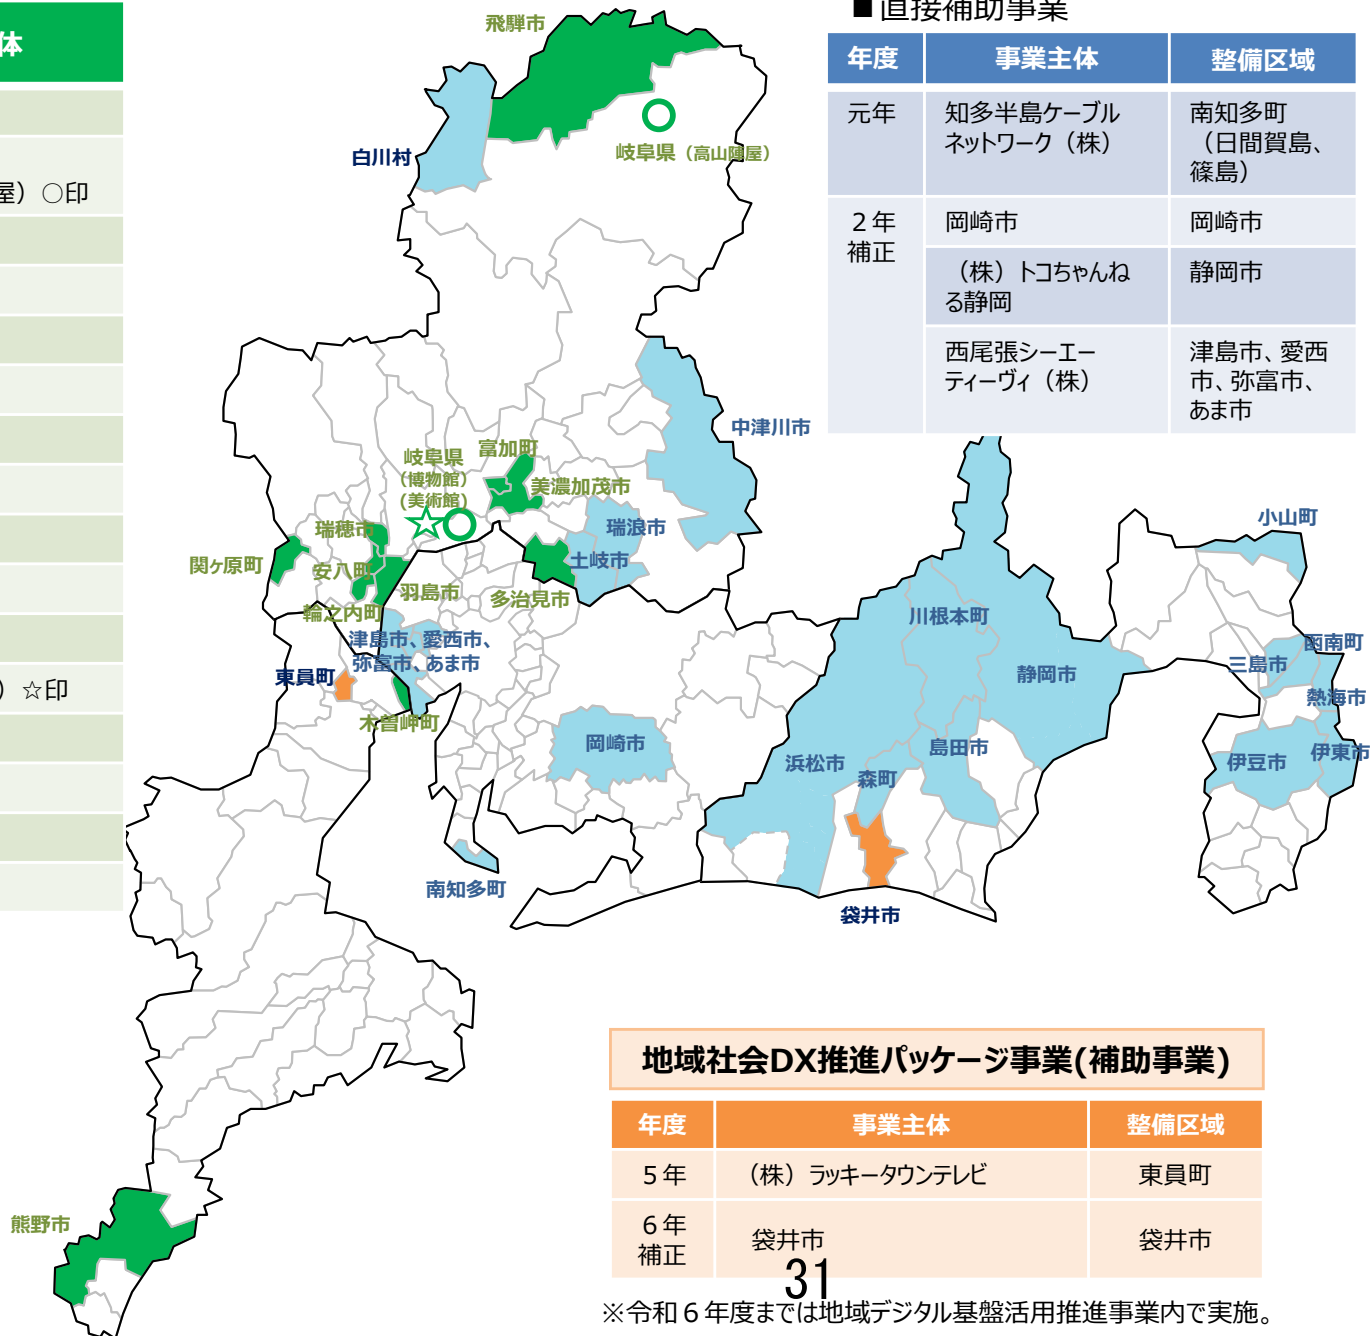 体
屋）○印
）☆印
■直接補助事業
年度 事業主体 整備区域
元年 知多半島ケーブル
ネットワーク（株） 南知多町
（日間賀島、
篠島）
２年
補正 岡崎市 岡崎市
（株）トコちゃんね
る静岡 静岡市
西尾張シーエー
ティーヴィ（株） 津島市、愛西
市、弥富市、
あま市
飛騨市
岐阜県（高山陣屋）
白川村
中津川市
岐阜県
（博物館）
（美術館）
富加町
美濃加茂市
瑞穂市
瑞浪市
関ヶ原町
安八町
土岐市
羽島市
多治見市
輪之内町
津島市、愛西市、
弥富市、あま市
東員町
木曽岬町
岡崎市
南知多町
小山町
川根本町
函南町
三島市
静岡市
熱海市
島田市
浜松市
森町
伊豆市
伊東市
袋井市
熊野市
地域社会DX推進パッケージ事業(補助事業)
年度 事業主体 整備区域
５年 （株）ラッキータウンテレビ 東員町
６年
補正 袋井市 袋井市
31
※令和６年度までは地域デジタル基盤活用推進事業内で実施。